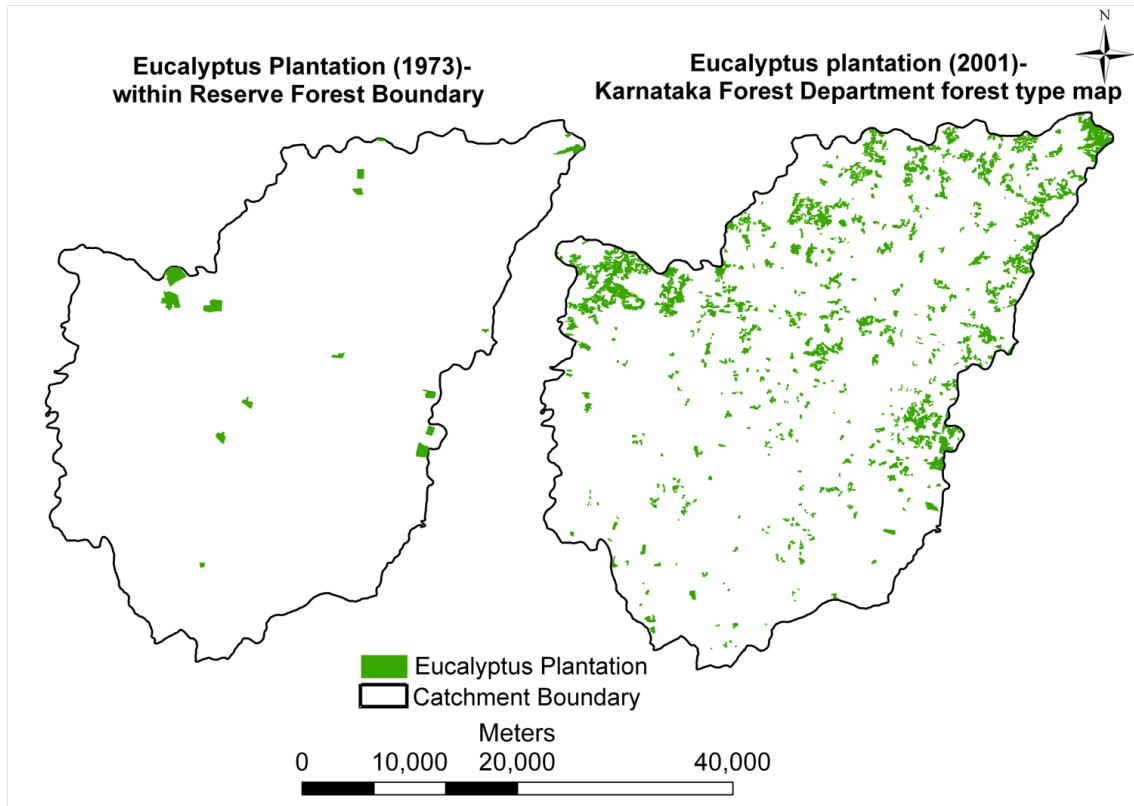 N
Eucalyptus Plantation (1973)-
within Reserve Forest Boundary
Eucalyptus plantation (2001)-
Karnataka Forest Department forest type map
Eucalyptus Plantation
Catchment Boundary
Meters
0 10,000 20,000 40,000